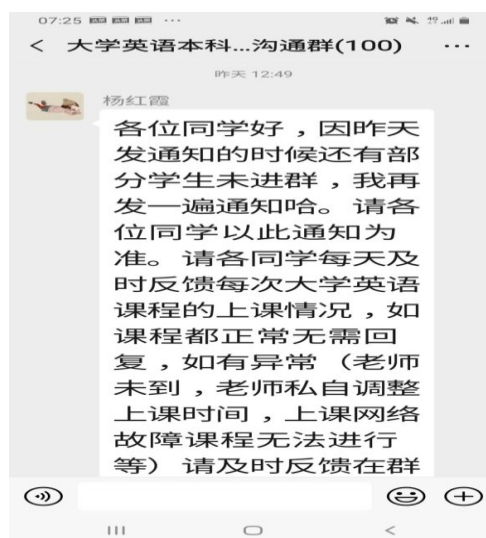 07:25
< 大学英语本科...沟通群(100) ...
昨天 12:49
杨红霞
各位同学好，因昨天
发通知的时候还有部
分学生未进群，我再
发一遍通知哈。请各
位同学以此通知为
准。请各同学每天及
时反馈每次大学英语
课程的上课情况，如
课程都正常无需回
复，如有异常（老师
未到，老师私自调整
上课时间，上课网络
故障课程无法进行
等）请及时反馈在群